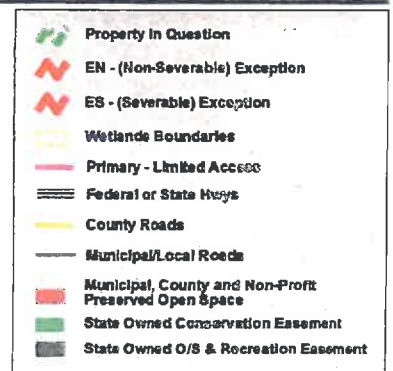 Property In Question
EN - (Non-Severable) Exception
ES - (Severable) Exception
Wetlands Boundaries
Primary - Limited Access
Federal or State Hwys
County Roads
Municipal/Local Roads
Municipal, County and Non-Profit
Preserved Open Space
State Owned Conservation Easement
State Owned O/S & Recreation Easement